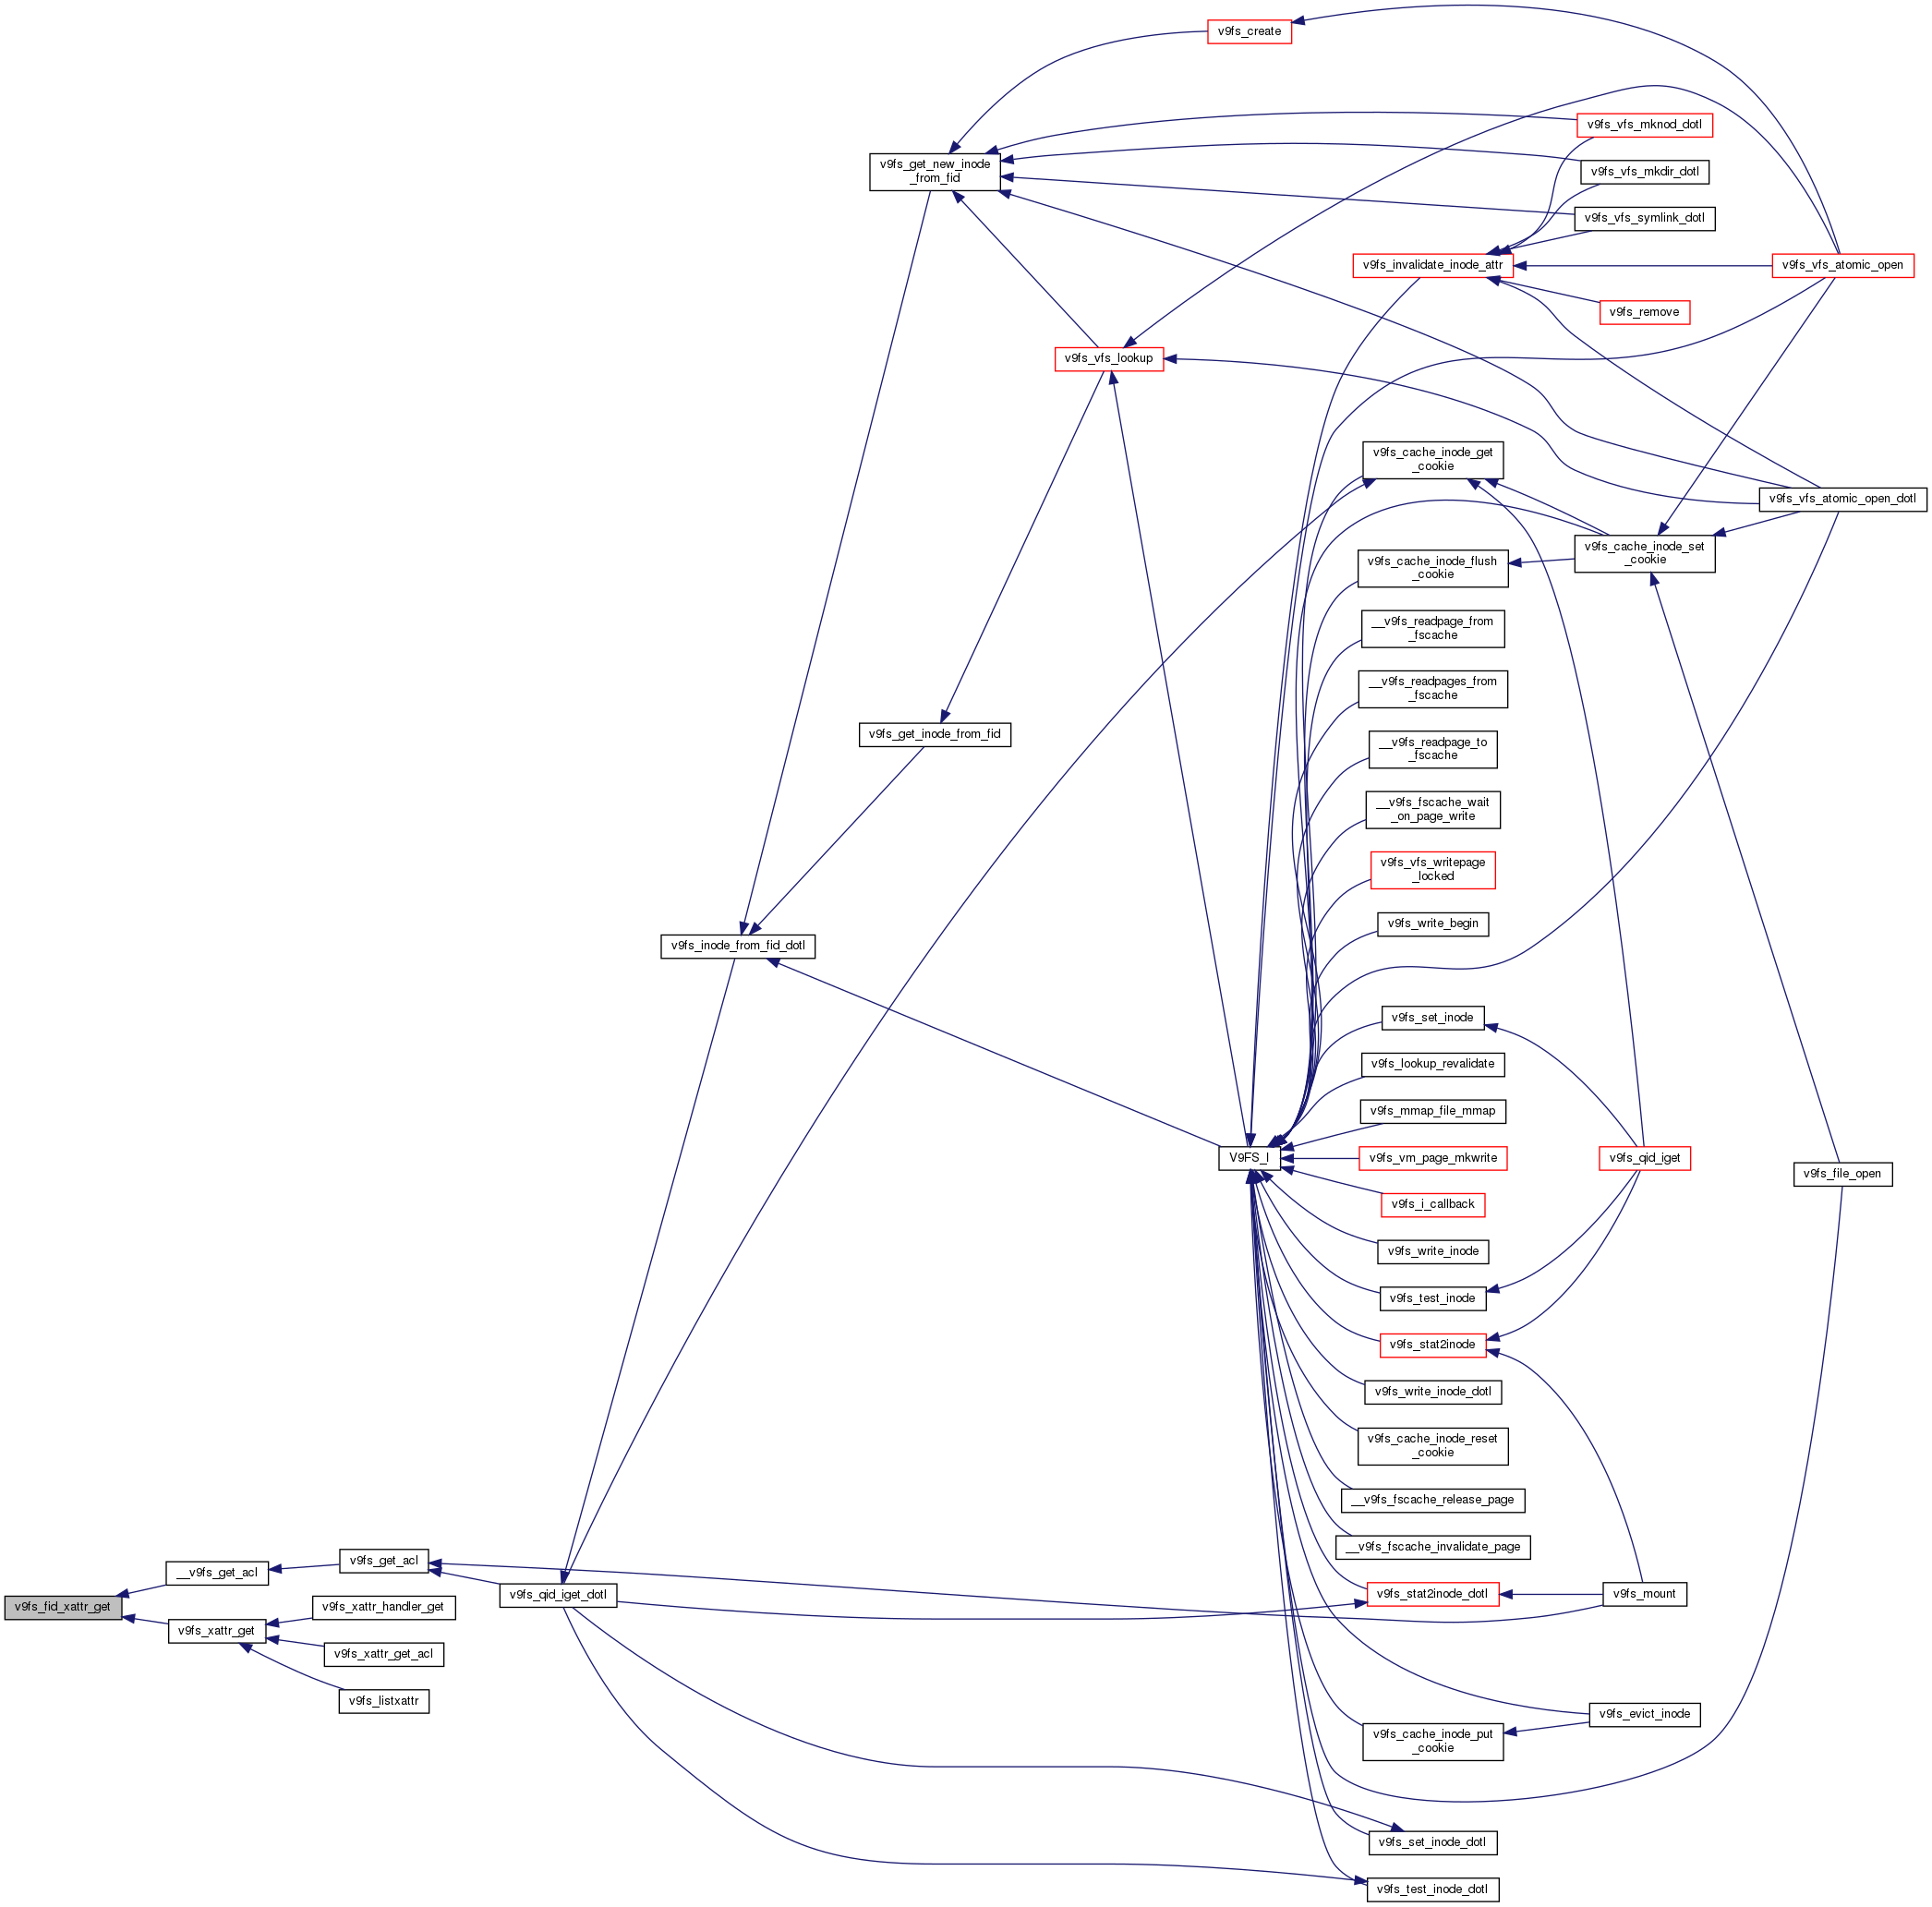 v9fs_create
v9fs_vfs_mknod_dotl
v9fs_get_new_inode
_from_fid
v9fs_vfs_mkdir_dotl
v9fs_vfs_symlink_dotl
v9fs_invalidate_inode_attr
v9fs_vfs_atomic_open
v9fs_remove
v9fs_vfs_lookup
v9fs_cache_inode_get
_cookie
v9fs_vfs_atomic_open_dotl
v9fs_cache_inode_set
_cookie
v9fs_cache_inode_flush
_cookie
__v9fs_readpage_from
_fscache
__v9fs_readpages_from
_fscache
v9fs_get_inode_from_fid
__v9fs_readpage_to
_fscache
__v9fs_fscache_wait
_on_page_write
v9fs_vfs_writepage
_locked
v9fs_write_begin
v9fs_inode_from_fid_dotl
v9fs_set_inode
v9fs_lookup_revalidate
v9fs_mmap_file_mmap
V9FS_I
v9fs_vm_page_mkwrite
v9fs_qid_iget
v9fs_file_open
v9fs_i_callback
v9fs_write_inode
v9fs_test_inode
v9fs_stat2inode
v9fs_write_inode_dotl
v9fs_cache_inode_reset
_cookie
__v9fs_fscache_release_page
__v9fs_fscache_invalidate_page
v9fs_get_acl
__v9fs_get_acl
v9fs_qid_iget_dotl
v9fs_stat2inode_dotl
v9fs_mount
v9fs_fid_xattr_get
v9fs_xattr_handler_get
v9fs_xattr_get
v9fs_xattr_get_acl
v9fs_listxattr
v9fs_evict_inode
v9fs_cache_inode_put
_cookie
v9fs_set_inode_dotl
v9fs_test_inode_dotl